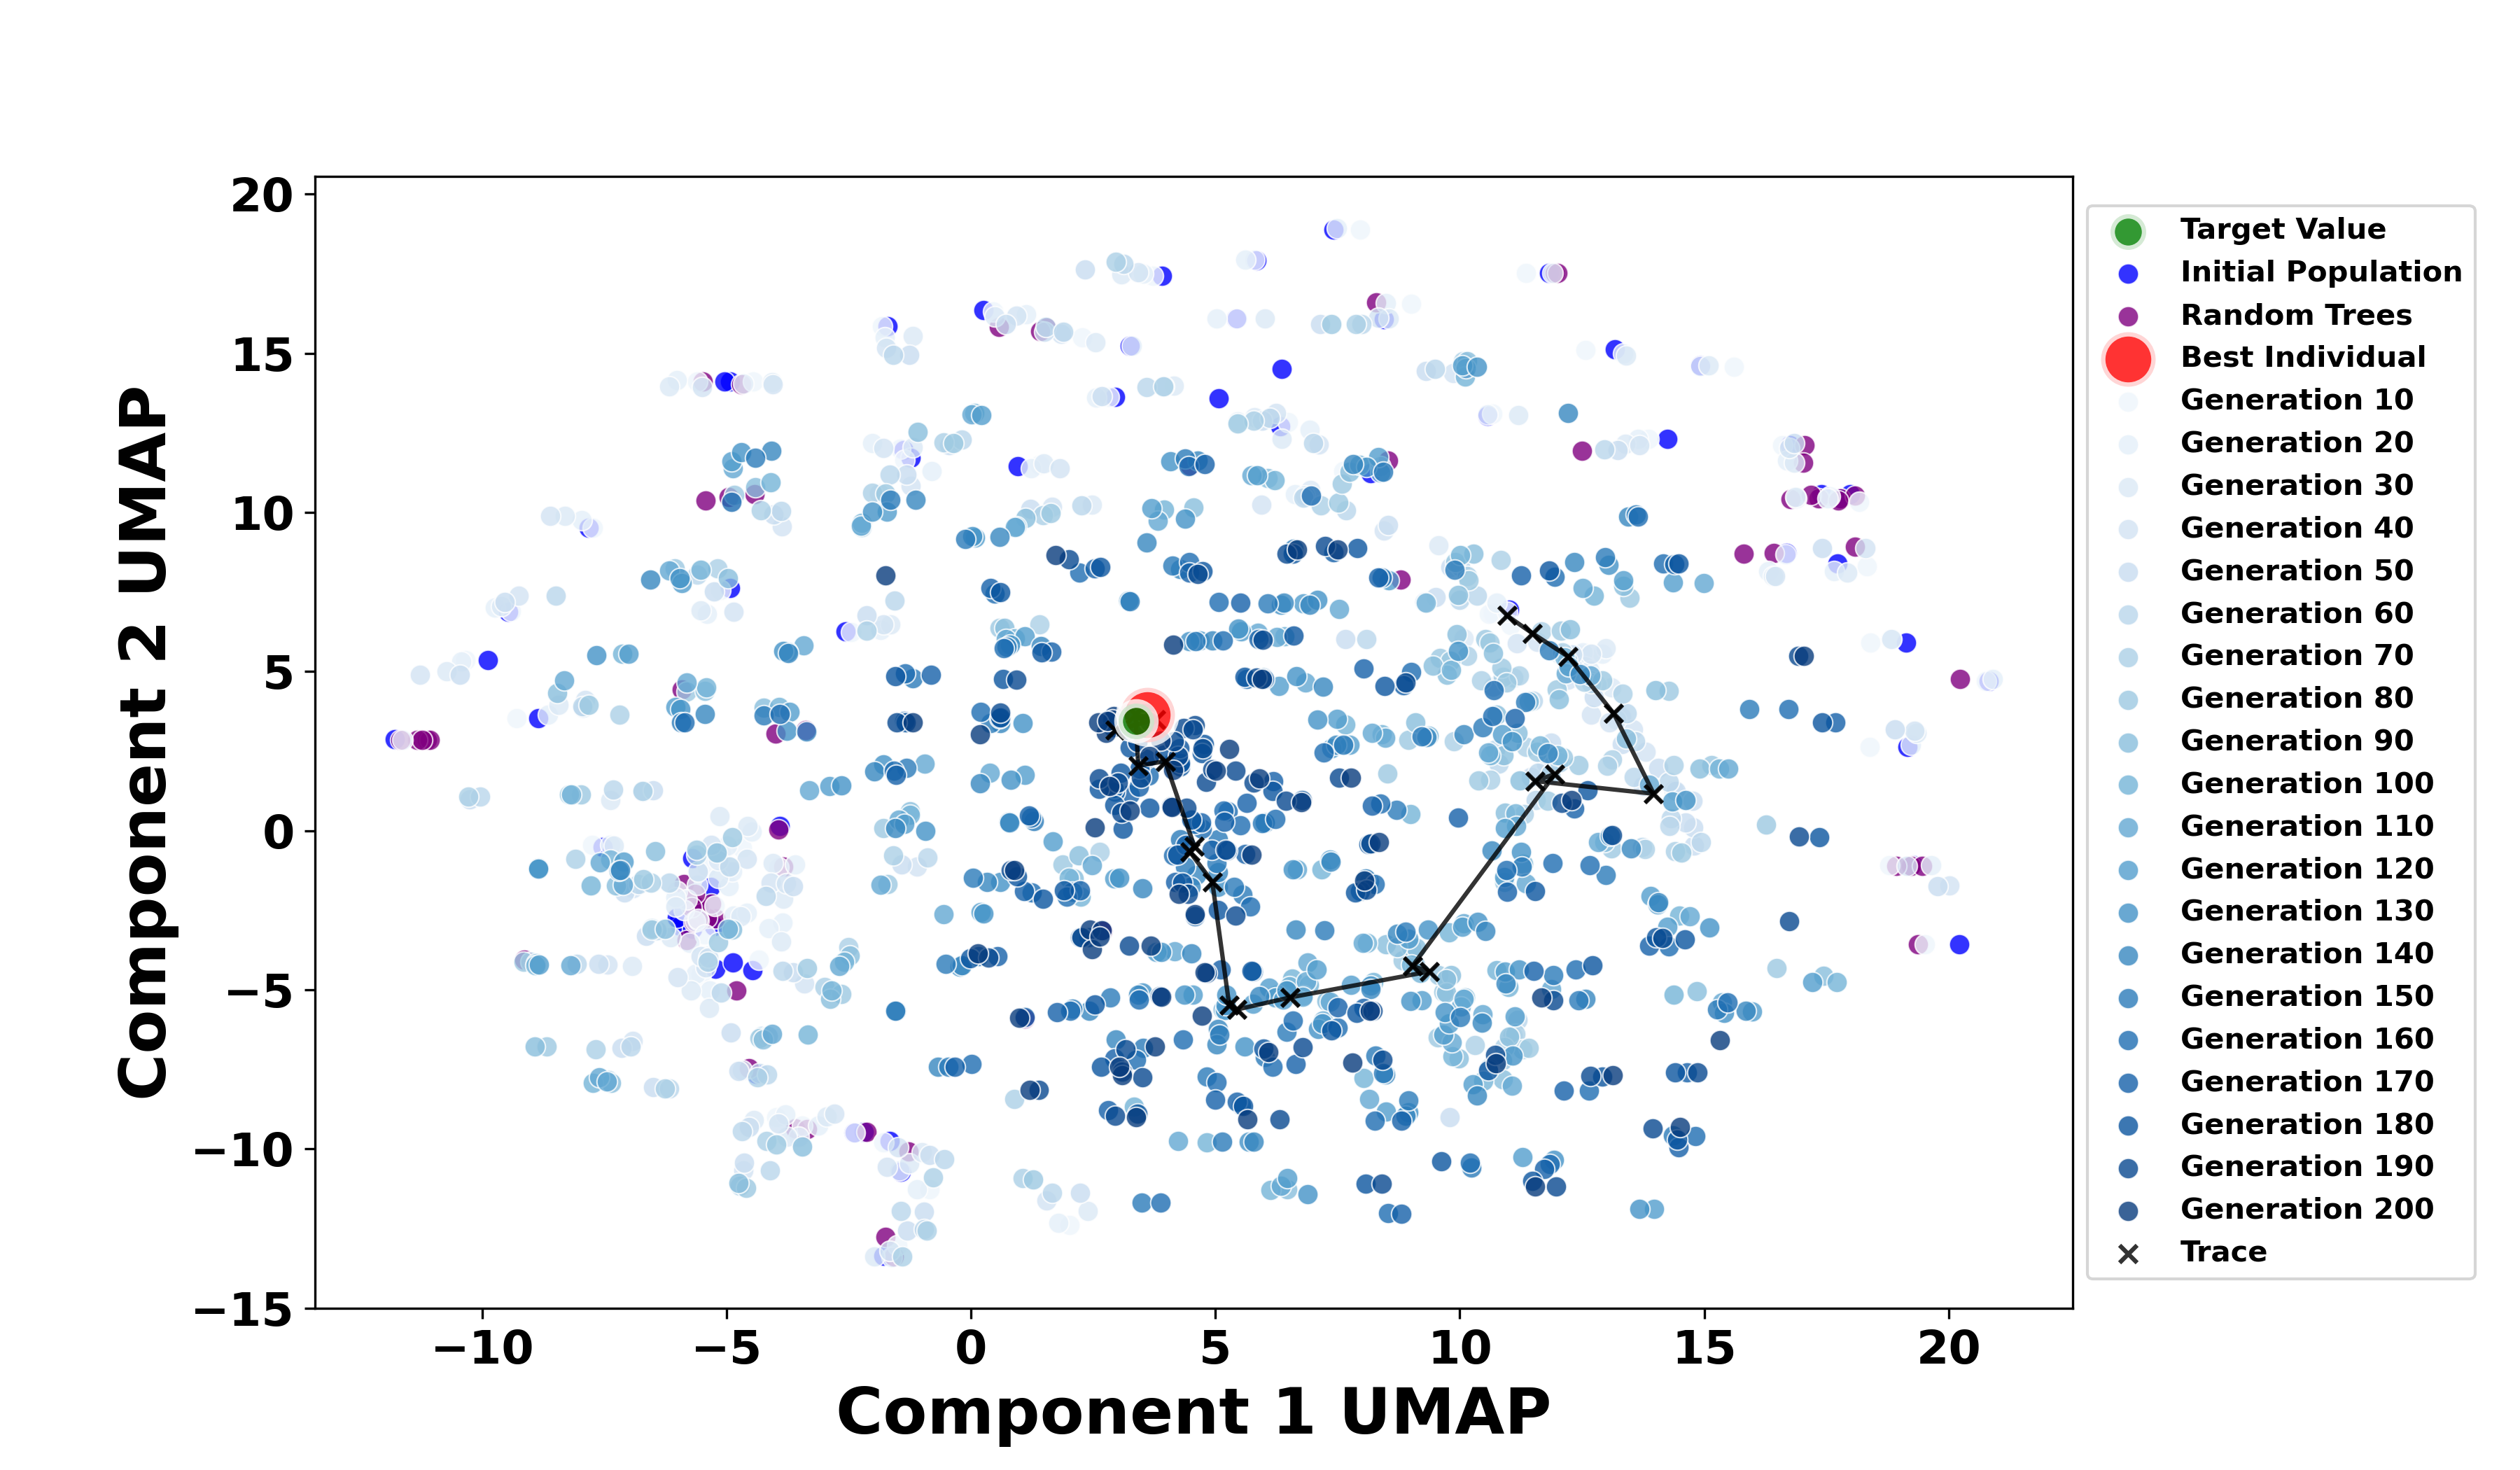 20
15
10
5
0
−5
−10
−15
Component 2 UMAP
−10
−5
0
5
10
15
20
Component 1 UMAP
Target Value
Initial Population
Random Trees
Best Individual
Generation 10
Generation 20
Generation 30
Generation 40
Generation 50
Generation 60
Generation 70
Generation 80
Generation 90
Generation 100
Generation 110
Generation 120
Generation 130
Generation 140
Generation 150
Generation 160
Generation 170
Generation 180
Generation 190
Generation 200
Trace